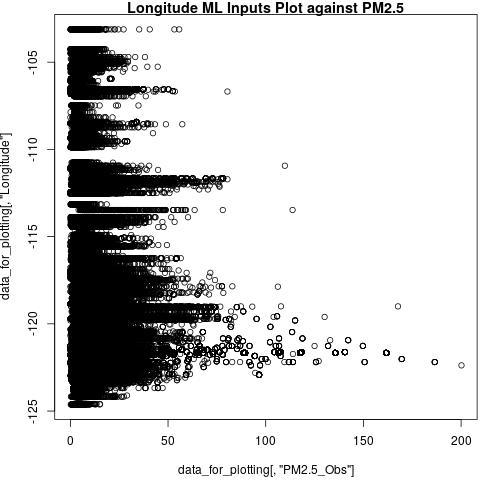 Longitude ML Inputs Plot against PM2.5
data_for_plotting[, "Longitude"]
-105
-110
-115
-120
-125
0 50 100 150 200
data_for_plotting[, "PM2.5_Obs"]